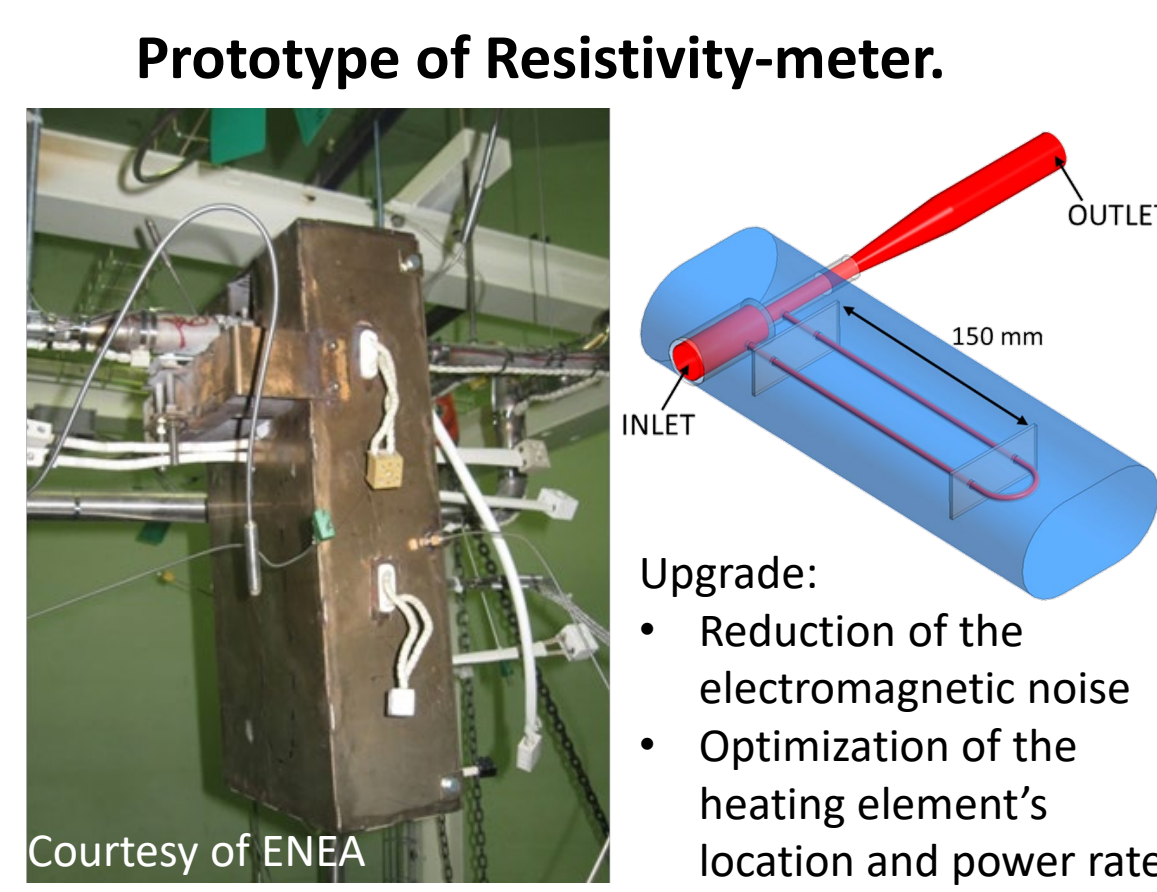 Prototype of Resistivity-meter.
OUTLET
150 mm
INLET
Upgrade:
• Reduction of the
electromagnetic noise
• Optimization of the
heating element’s
location and power rate
Courtesy of ENEA